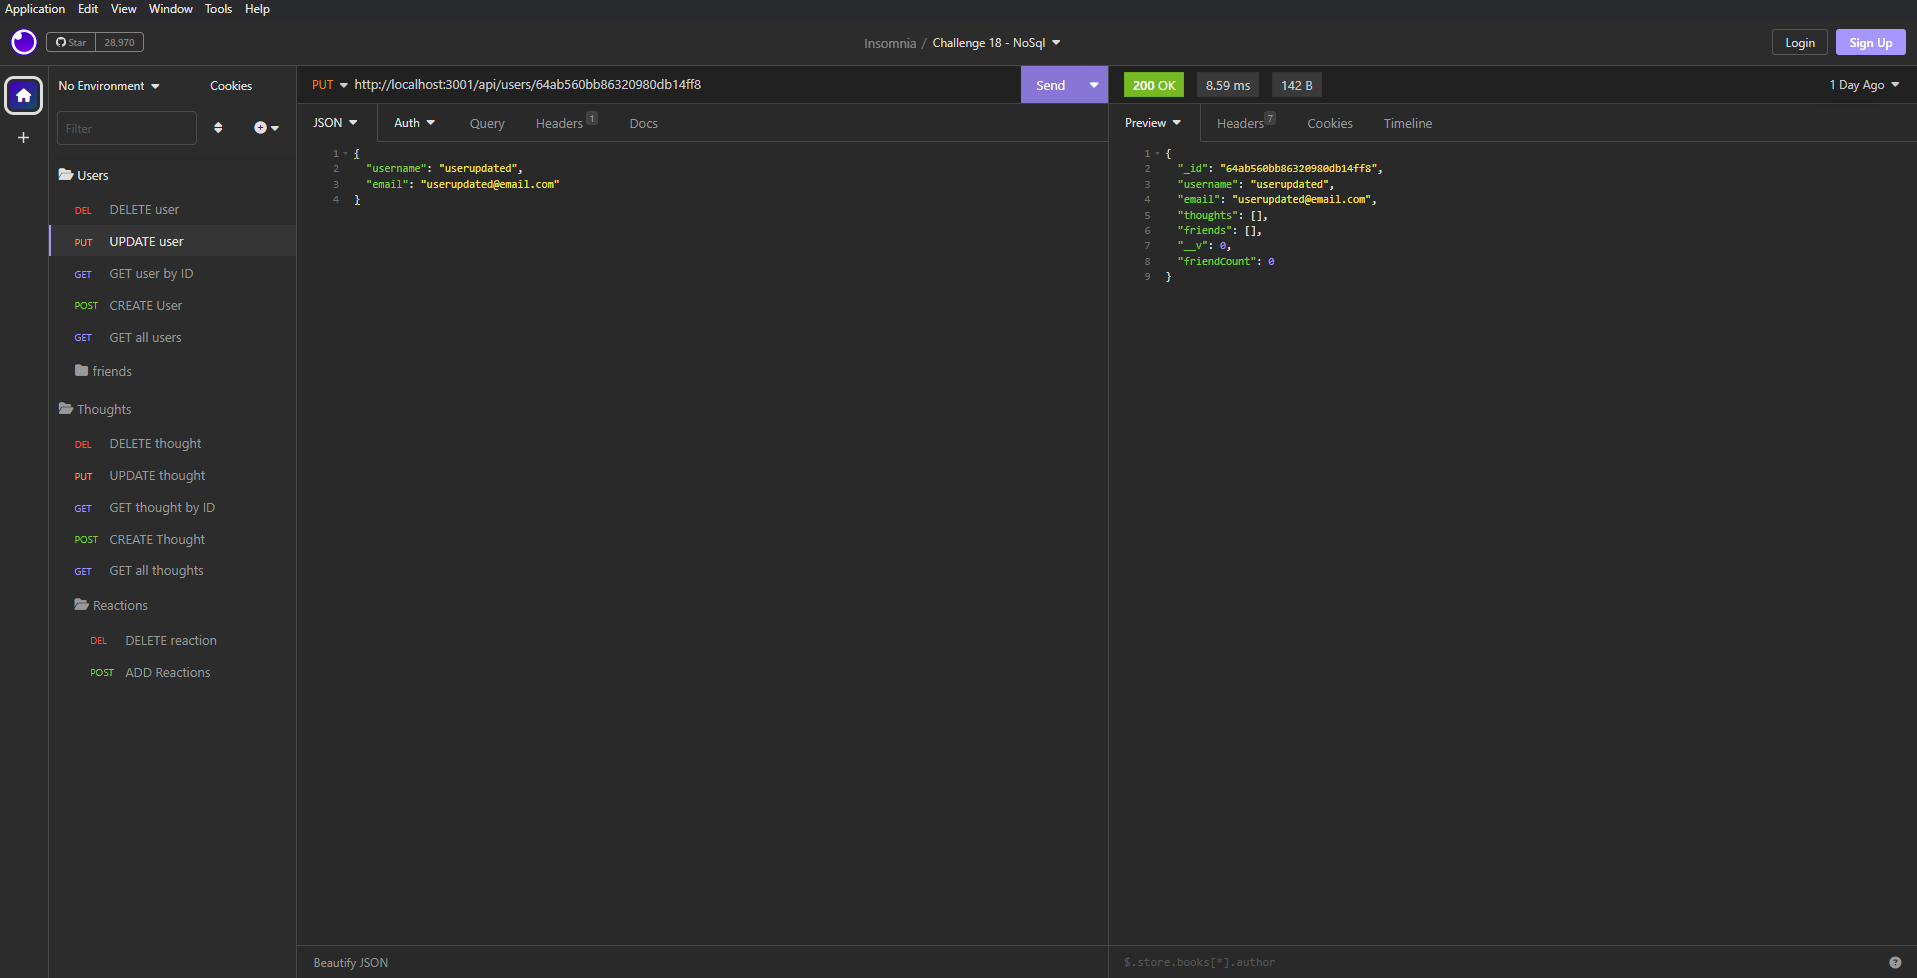 Application Edit View Window Tools Help
Star 28,970
Insomnia / Challenge 18 - NoSql
Login Sign Up
No Environment Cookies
Filter
Users
DEL DELETE user
PUT UPDATE user
GET GET user by ID
POST CREATE User
GET GET all users
friends
Thoughts
DEL DELETE thought
PUT UPDATE thought
GET GET thought by ID
POST CREATE Thought
GET GET all thoughts
Reactions
DEL DELETE reaction
POST ADD Reactions
PUT http://localhost:3001/api/users/64ab560bb86320980db14ff8 Send
JSON Auth Query Headers 1 Docs
1 {
2 "username": "userupdated",
3 "email": "userupdated@email.com"
4 }
Beautify JSON
200 OK 8.59 ms 142 B 1 Day Ago
Preview Headers 7 Cookies Timeline
1 {
2 "_id": "64ab560bb86320980db14ff8",
3 "username": "userupdated",
4 "email": "userupdated@email.com",
5 "thoughts": [],
6 "friends": [],
7 "__v": 0,
8 "friendCount": 0
9 }
$.store.books[*].author ?